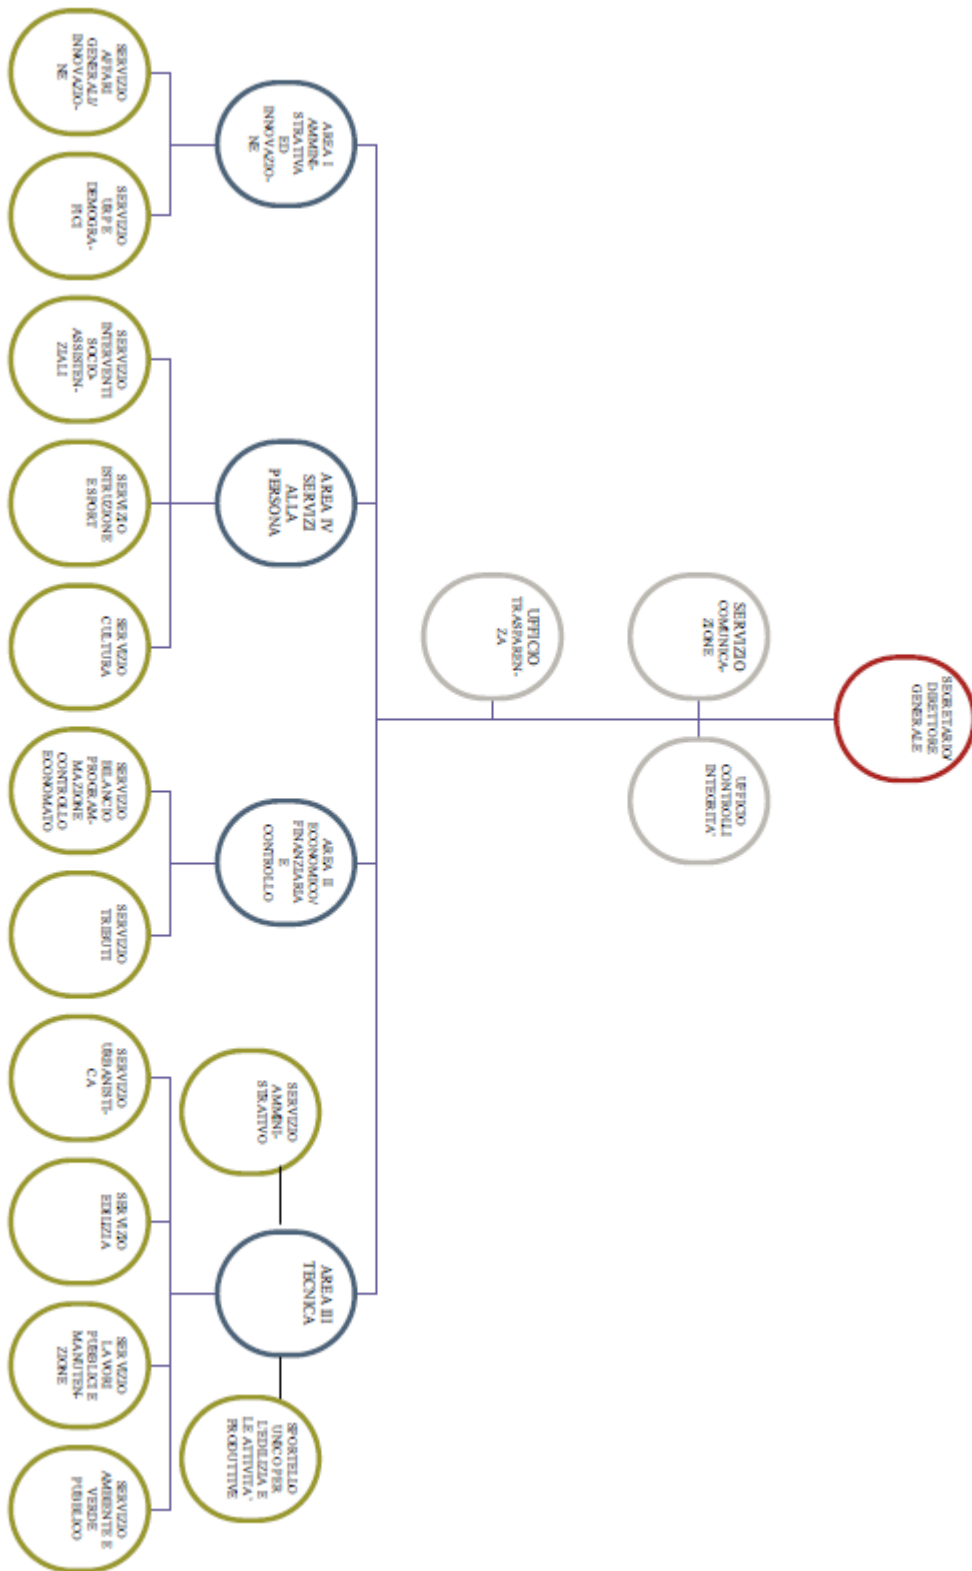 SEGRETARIO/
DIRETTORE
GENERALE
SERVIZIO
COMUNICA-
ZIONE
UFFICIO
CONTROLLI
INTEGRITA'
UFFICIO
TRASPAREN-
ZA
AREA I
AMMINI-
STRATIVA
ED
INNOVAZIO-
NE
AREA IV
SERVIZI
ALLA
PERSONA
AREA II
ECONOMICO/
FINANZIARIA
E
CONTROLLO
AREA III
TECNICA
SERVIZIO
AMMINI-
STRATIVO
SPORTELLO
UNICO PER
L'EDILIZIA E
LE ATTIVITA'
PRODUTTIVE
SERVIZIO
AFFARI
GENERALI/
INNOVAZIO-
NE
SERVIZIO
URP E
DEMOGRA-
FICI
SERVIZIO
INTERVENTI
SOCIO-
ASSISTEN-
ZIALI
SERVIZIO
ISTRUZIONE
E SPORT
SERVIZIO
CULTURA
SERVIZIO
BILANCIO
PROGRAM-
MAZIONE
CONTROLLO
ECONOMATO
SERVIZIO
TRIBUTI
SERVIZIO
URBANISTI-
CA
SERVIZIO
EDILIZIA
SERVIZIO
LAVORI
PUBBLICI E
MANUTEN-
ZIONE
SERVIZIO
AMBIENTE E
VERDE
PUBBLICO